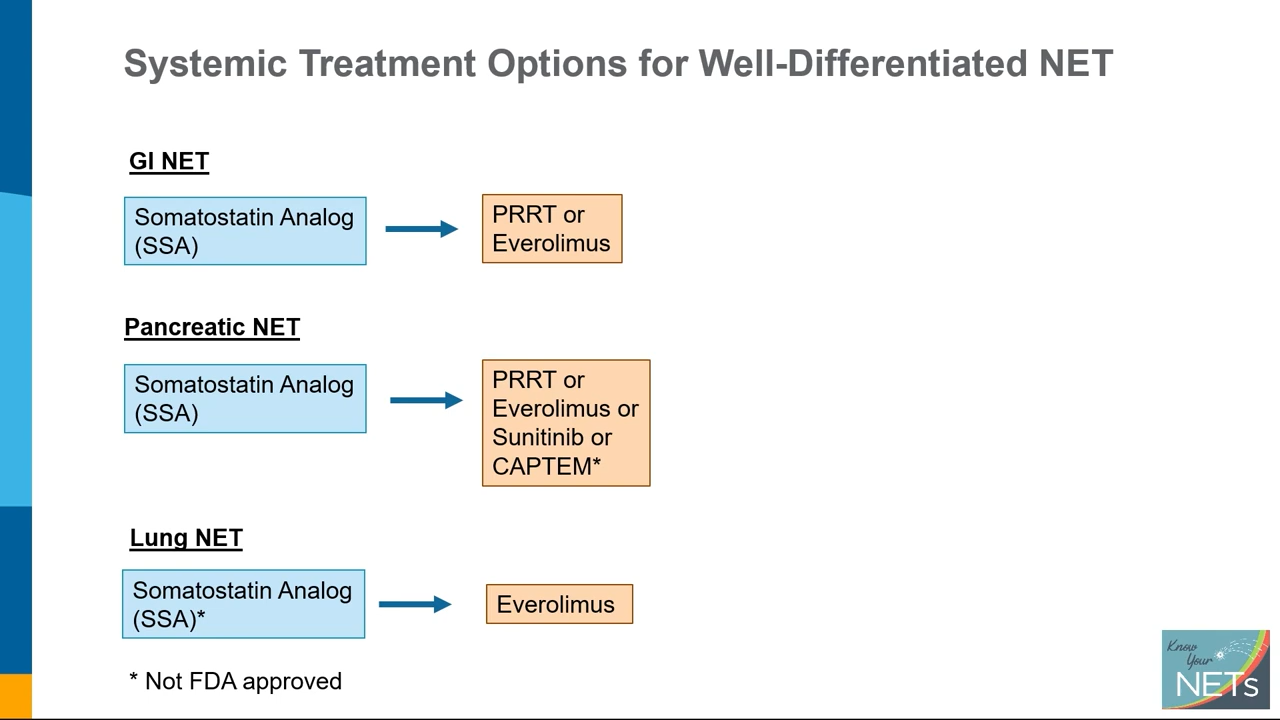 Systemic Treatment Options for Well-Differentiated NET
GI NET
Somatostatin Analog
(SSA)
PRRT or
Everolimus
Pancreatic NET
Somatostatin Analog
(SSA)
PRRT or
Everolimus or
Sunitinib or
CAPTEM*
Lung NET
Somatostatin Analog
(SSA)*
Everolimus
* Not FDA approved
Know
Your
NETs